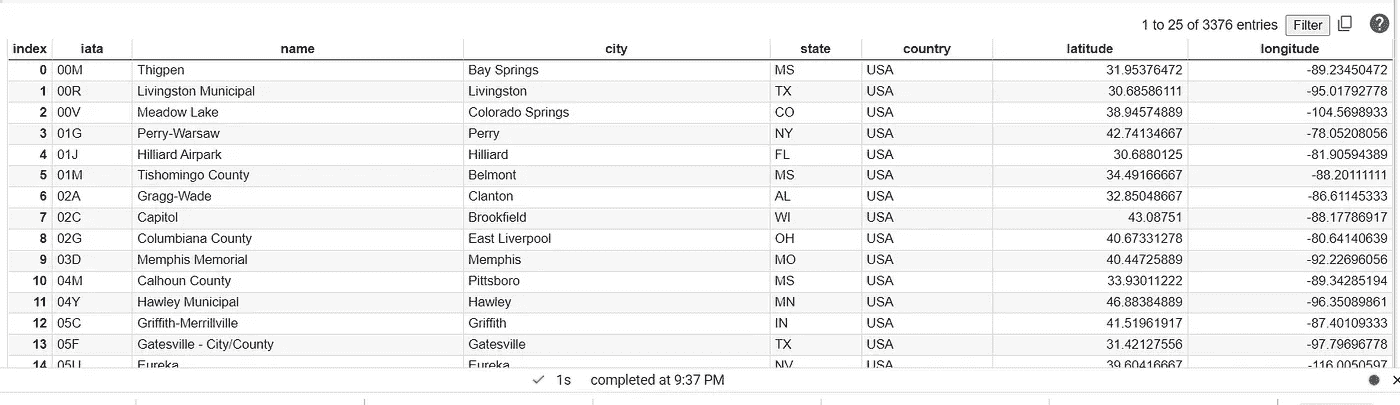 1 to 25 of 3376 entries Filter
index iata name city state country latitude longitude
0 00M Thigpen Bay Springs MS USA 31.95376472 -89.23450472
1 00R Livingston Municipal Livingston TX USA 30.68586111 -95.01792778
2 00V Meadow Lake Colorado Springs CO USA 38.94574889 -104.5698933
3 01G Perry-Warsaw Perry NY USA 42.74134667 -78.05208056
4 01J Hilliard Airpark Hilliard FL USA 30.6880125 -81.90594389
5 01M Tishomingo County Belmont MS USA 34.49166667 -88.20111111
6 02A Gragg-Wade Clanton AL USA 32.85048667 -86.61145333
7 02C Capitol Brookfield WI USA 43.08751 -88.17786917
8 02G Columbiana County East Liverpool OH USA 40.67331278 -80.64140639
9 03D Memphis Memorial Memphis MO USA 40.44725889 -92.22696056
10 04M Calhoun County Pittsboro MS USA 33.93011222 -89.34285194
11 04Y Hawley Municipal Hawley MN USA 46.88384889 -96.35089861
12 05C Griffith-Merrillville Griffith IN USA 41.51961917 -87.40109333
13 05F Gatesville - City/County Gatesville TX USA 31.42127556 -97.79696778
14 05U Eureka Eureka NV USA 39.60416667 -116.0050597
1s completed at 9:37 PM